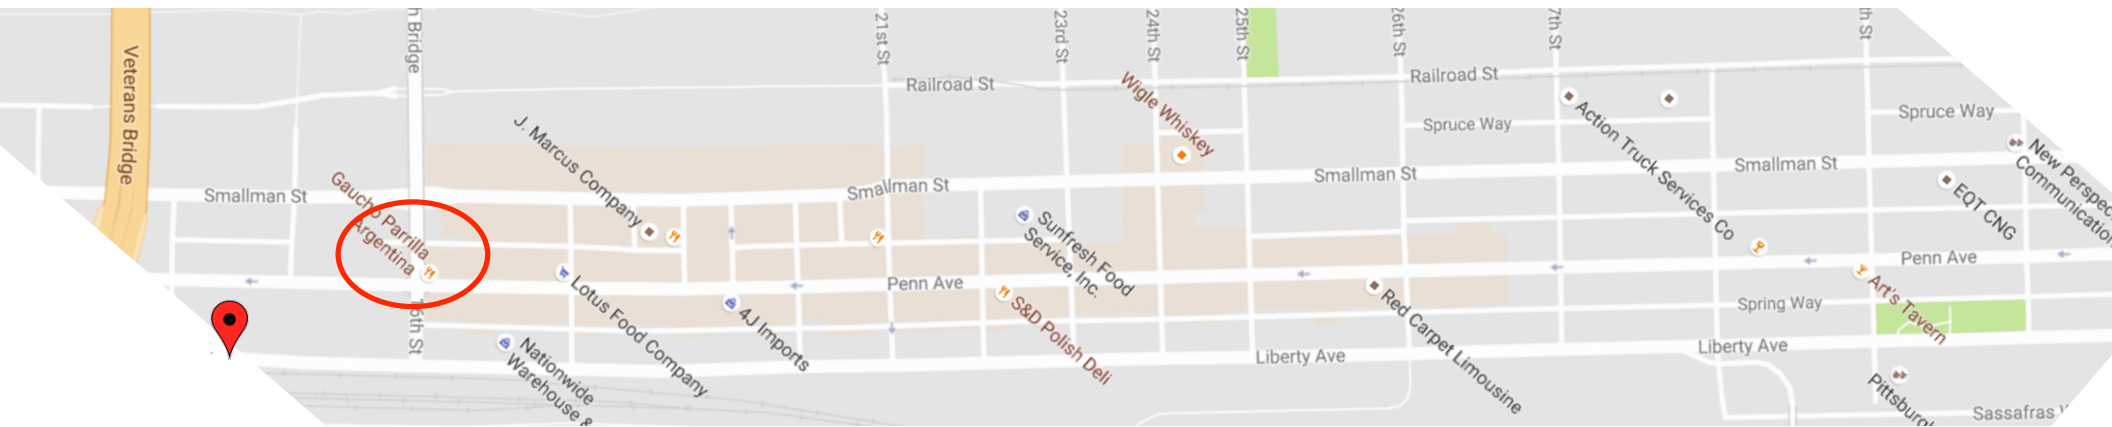 Veterans Bridge
h Bridge
21st St
23rd St
24th St
25th St
26th St
7th St
th St
Railroad St
Railroad St
Wigle Whiskey
Spruce Way
Spruce Way
Action Truck Services Co
J. Marcus Company
Gaucho Parrilla
Argentina
Smallman St
Smallman St
Smallman St
Smallman St
New Perspec
Communication
EQT CNG
Sunfresh Food
Service, Inc.
Penn Ave
Penn Ave
16th St
Lotus Food Company
4J Imports
S&D Polish Deli
Red Carpet Limousine
Spring Way
Art's Tavern
Nationwide
Warehouse &
Liberty Ave
Liberty Ave
Pittsburgh
Sassafras